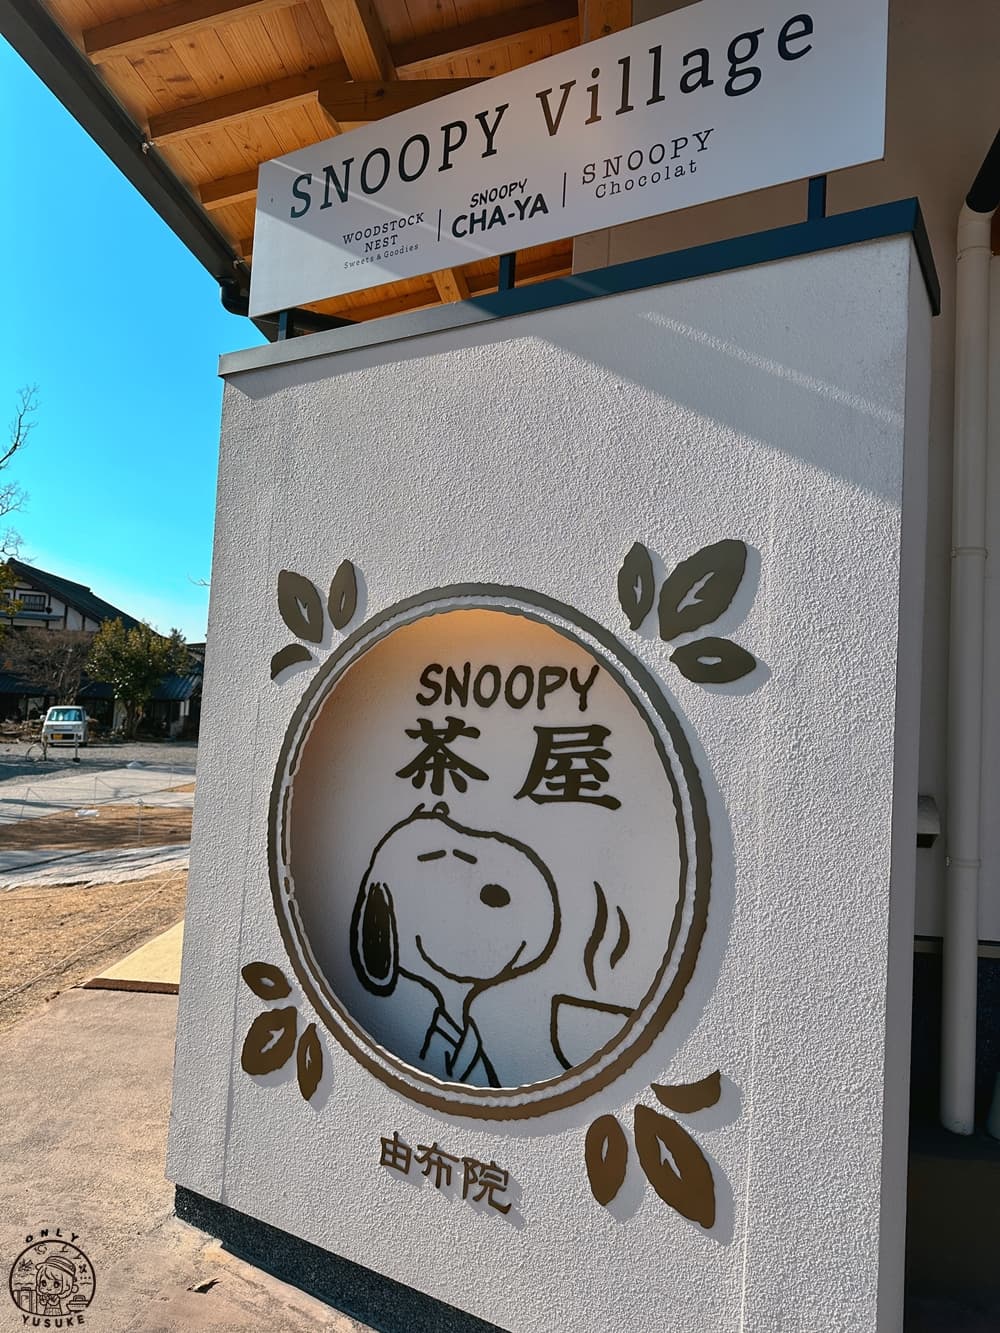 SNOOPY Village
WOODSTOCK
NEST
Sweets & Goodies
SNOOPY
CHA-YA
SNOOPY
Chocolat
SNOOPY
茶屋
由布院
ONLY
YUSUKE